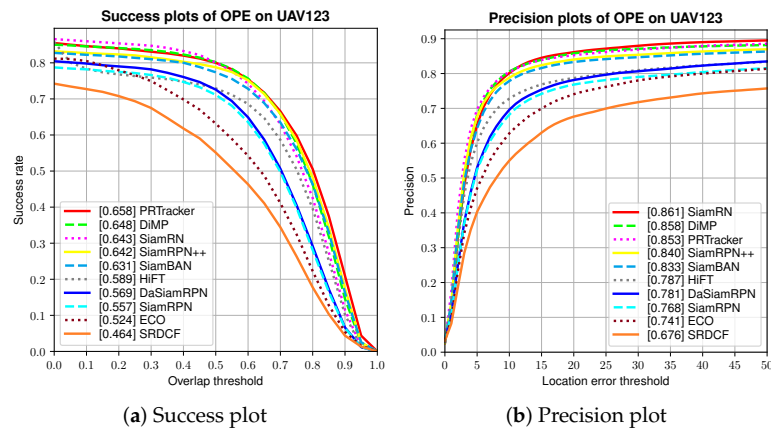 Success plots of OPE on UAV123
0.9
0.8
0.7
0.6
0.5
0.4
0.3
0.2
0.1
0.0
Success rate
[0.658] PRTracker
[0.648] DiMP
[0.643] SiamRN
[0.642] SiamRPN++
[0.631] SiamBAN
[0.589] HiFT
[0.569] DaSiamRPN
[0.557] SiamRPN
[0.524] ECO
[0.464] SRDCF
0.0 0.1 0.2 0.3 0.4 0.5 0.6 0.7 0.8 0.9 1.0
Overlap threshold
(a) Success plot
Precision plots of OPE on UAV123
0.9
0.8
0.7
0.6
0.5
0.4
0.3
0.2
0.1
0.0
Precision
[0.861] SiamRN
[0.858] DiMP
[0.853] PRTracker
[0.840] SiamRPN++
[0.833] SiamBAN
[0.787] HiFT
[0.781] DaSiamRPN
[0.768] SiamRPN
[0.741] ECO
[0.676] SRDCF
0 5 10 15 20 25 30 35 40 45 50
Location error threshold
(b) Precision plot